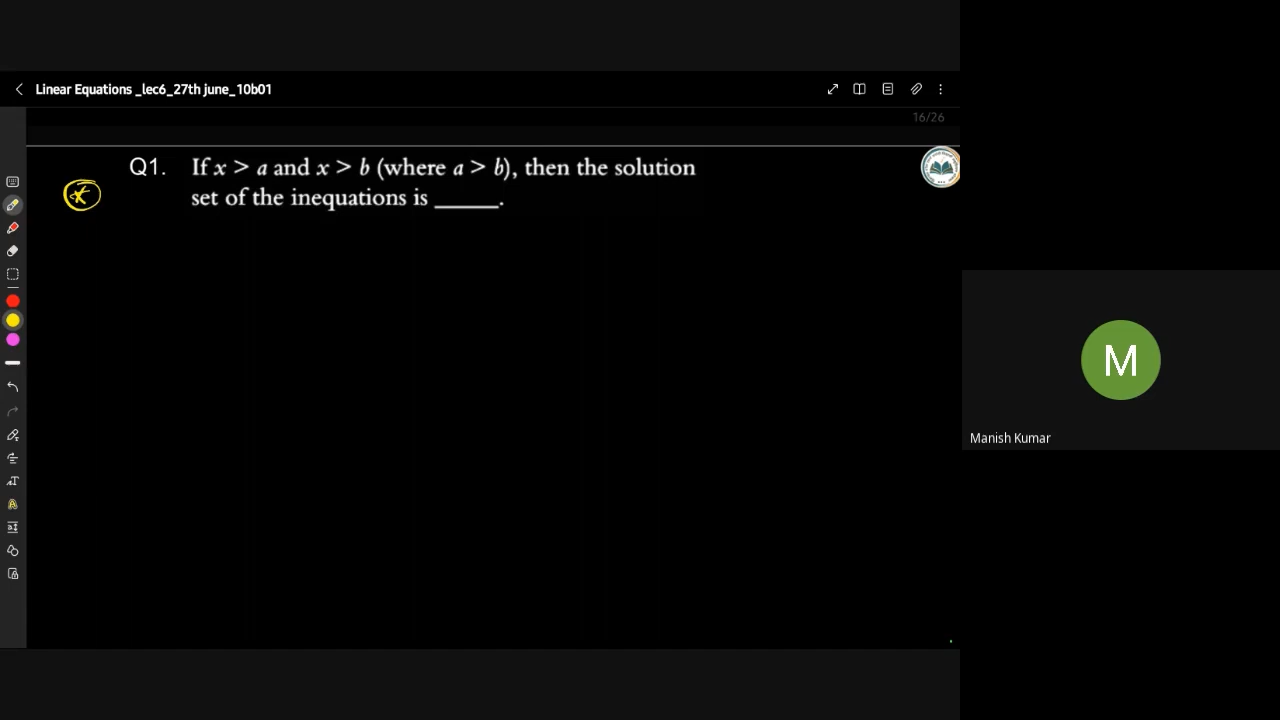 Linear Equations _lec6_27th june_10b01
16/26
Q1. If x > a and x > b (where a > b), then the solution
set of the inequations is ______.
M
Manish Kumar